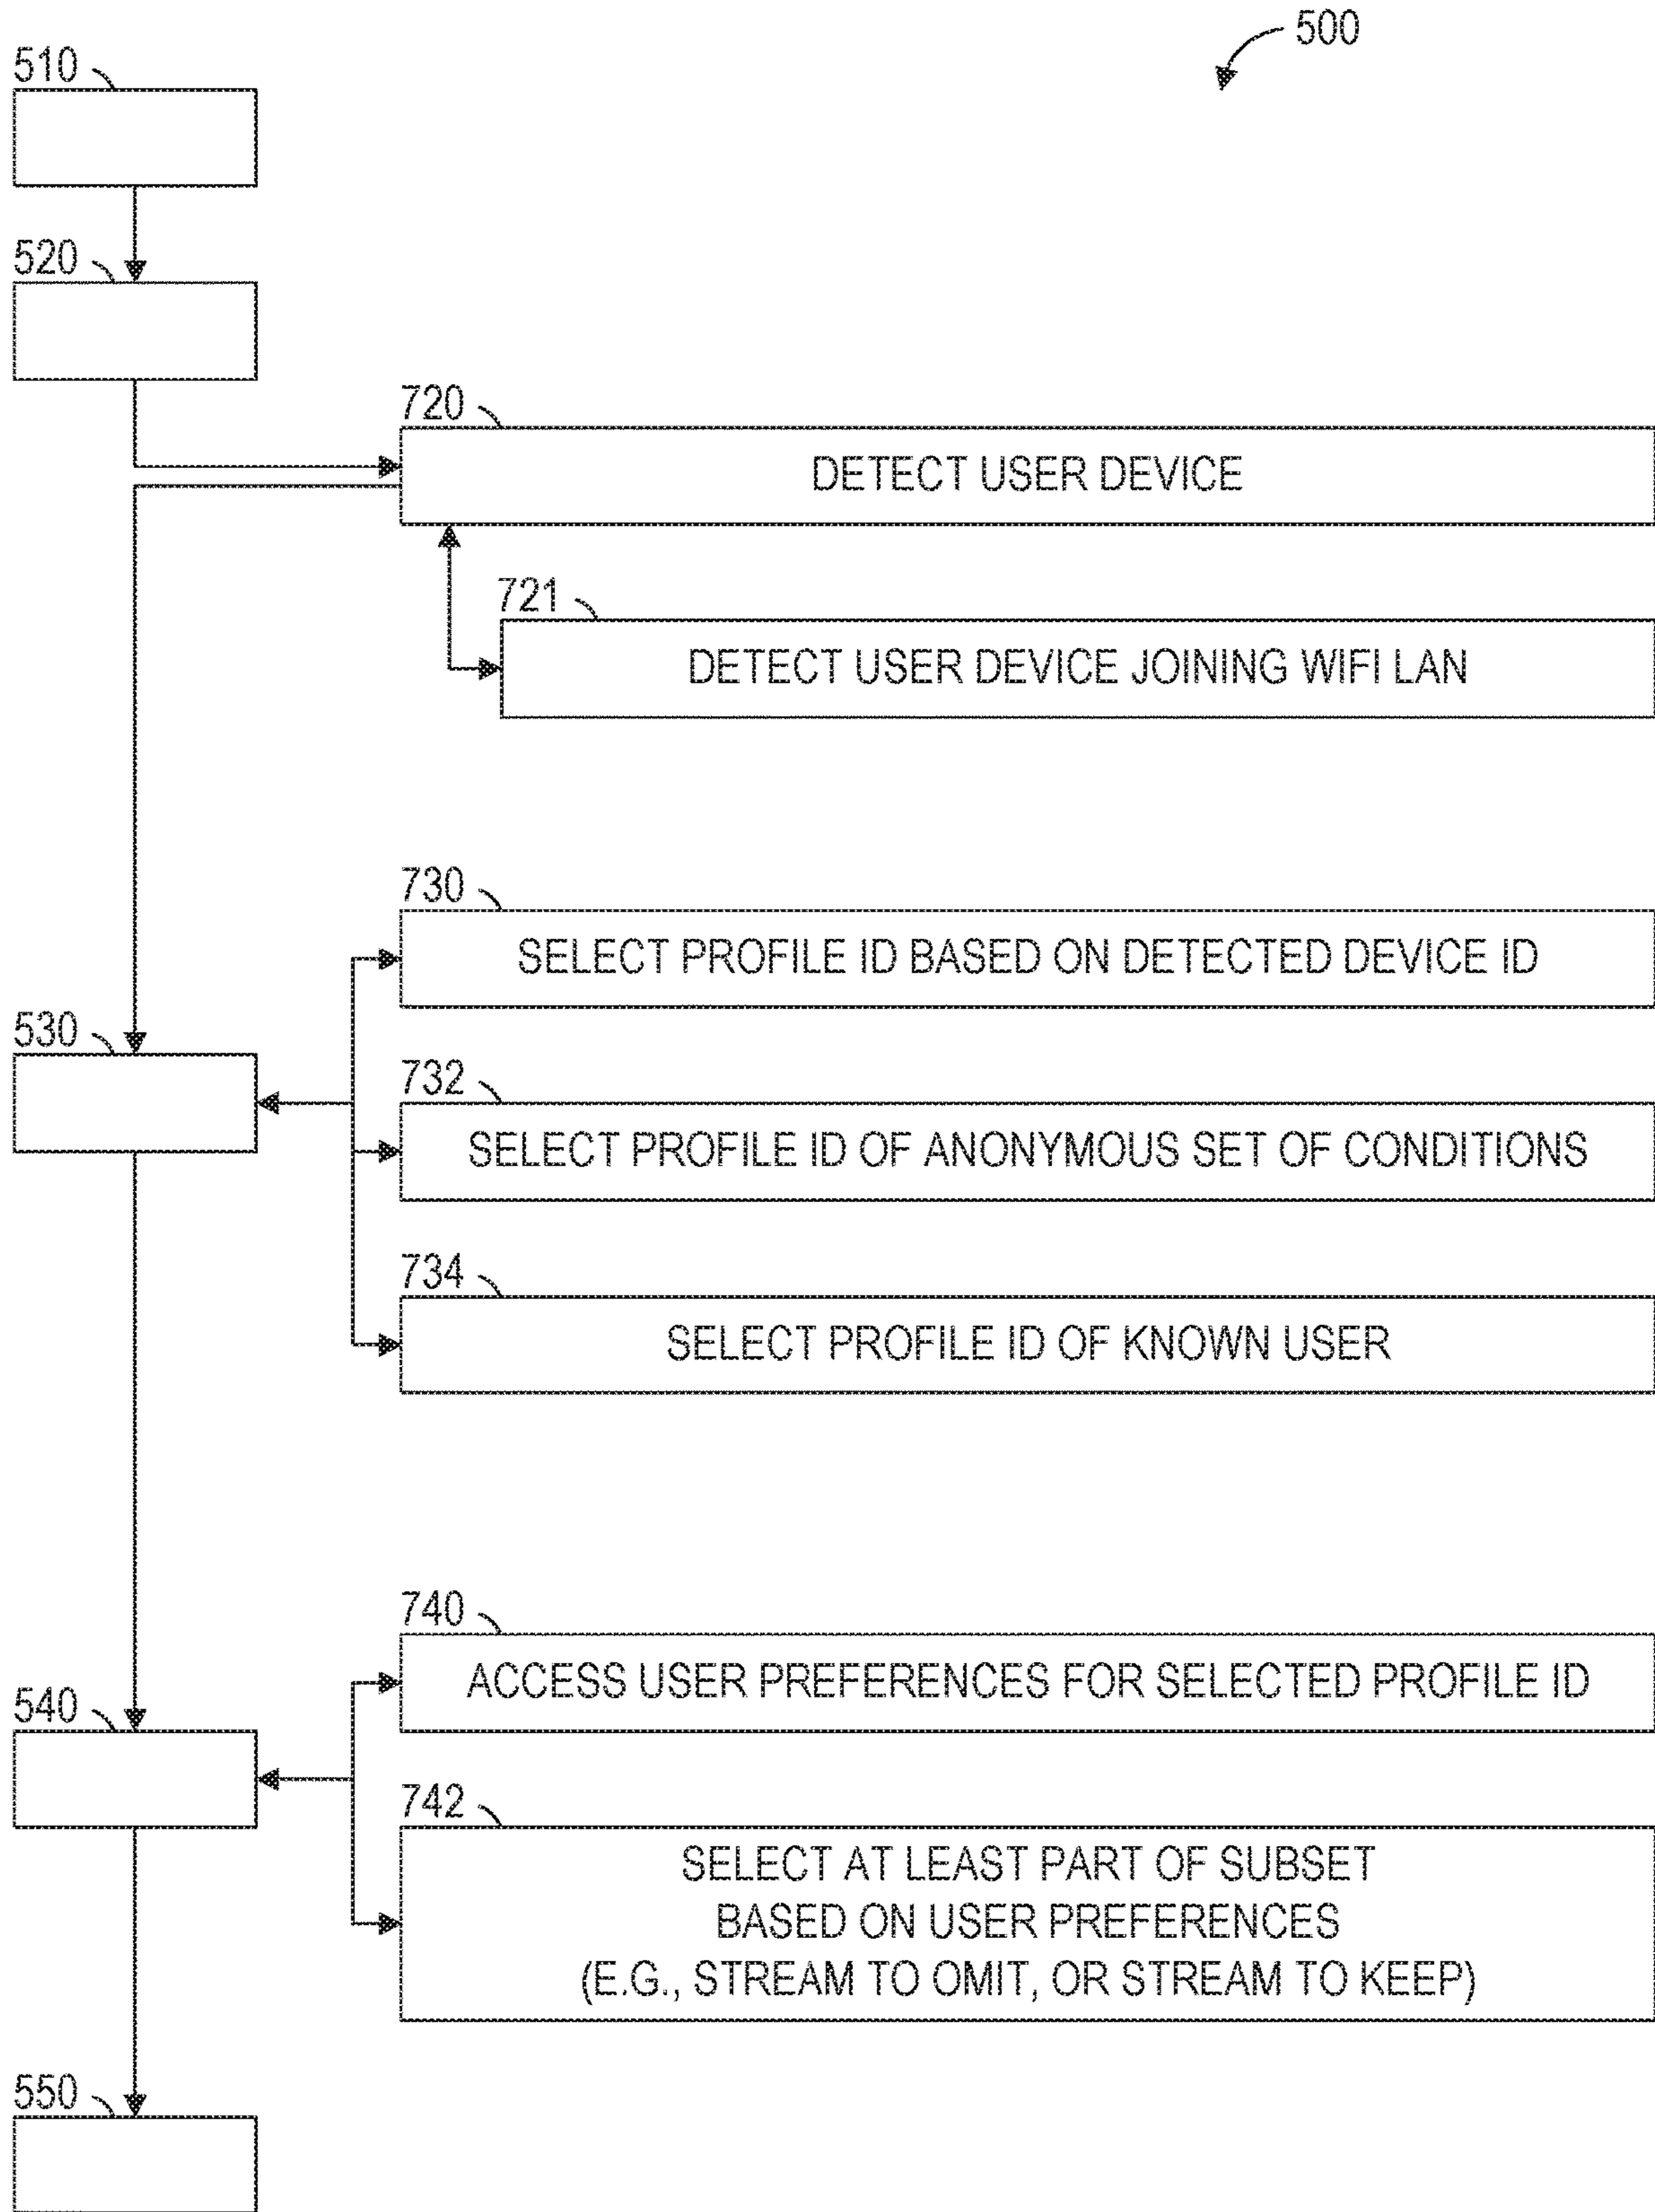 500
510
520
720
DETECT USER DEVICE
721
DETECT USER DEVICE JOINING WIFI LAN
730
SELECT PROFILE ID BASED ON DETECTED DEVICE ID
530
732
SELECT PROFILE ID OF ANONYMOUS SET OF CONDITIONS
734
SELECT PROFILE ID OF KNOWN USER
740
ACCESS USER PREFERENCES FOR SELECTED PROFILE ID
540
742
SELECT AT LEAST PART OF SUBSET
BASED ON USER PREFERENCES
(E.G., STREAM TO OMIT, OR STREAM TO KEEP)
550